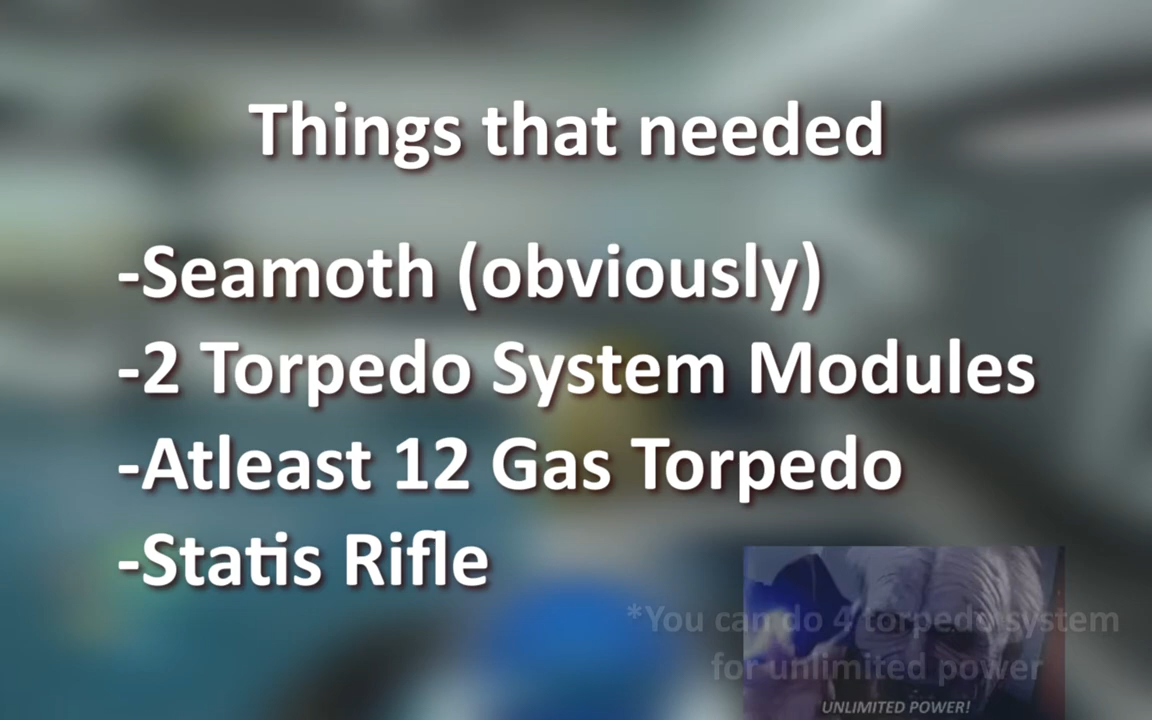 Things that needed
-Seamoth (obviously)
-2 Torpedo System Modules
-Atleast 12 Gas Torpedo
-Statis Rifle
*You can do 4 torpedo system
for unlimited power
UNLIMITED POWER!